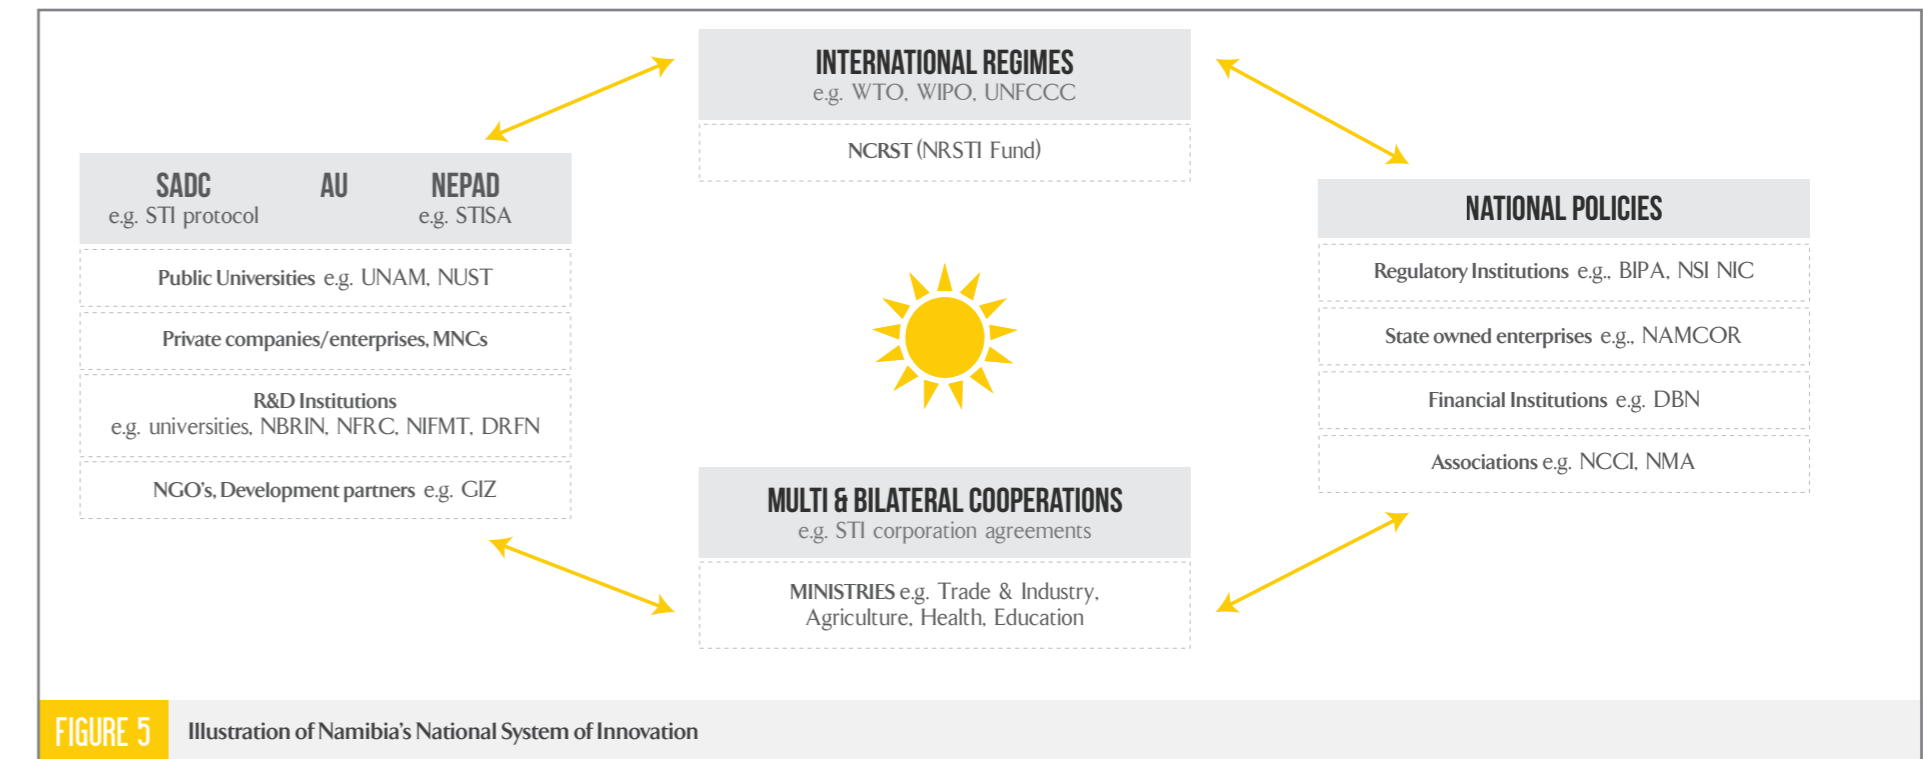 INTERNATIONAL REGIMES
e.g. WTO, WIPO, UNFCCC
NCRST (NRSTI Fund)
SADC AU NEPAD
e.g. STI protocol e.g. STISA
Public Universities e.g. UNAM, NUST
Private companies/enterprises, MNCs
R&D Institutions
e.g. universities, NBRIN, NFRC, NIFMT, DRFN
NGO's, Development partners e.g. GIZ
NATIONAL POLICIES
Regulatory Institutions e.g., BIPA, NSI NIC
State owned enterprises e.g., NAMCOR
Financial Institutions e.g. DBN
Associations e.g. NCCI, NMA
MULTI & BILATERAL COOPERATIONS
e.g. STI corporation agreements
MINISTRIES e.g. Trade & Industry,
Agriculture, Health, Education
FIGURE 5 Illustration of Namibia's National System of Innovation